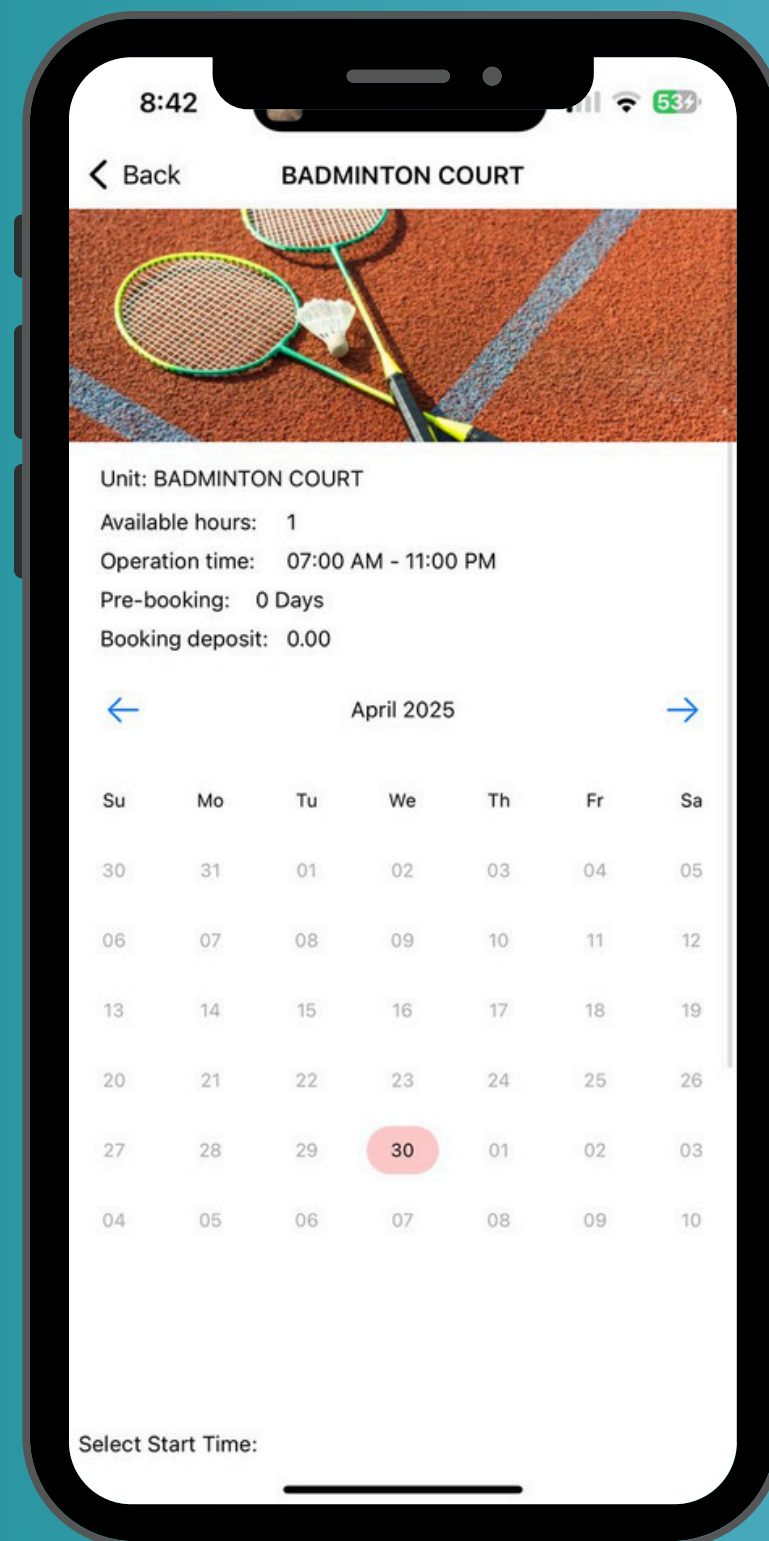 8:42
53
Back BADMINTON COURT
Unit: BADMINTON COURT
Available hours: 1
Operation time: 07:00 AM - 11:00 PM
Pre-booking: 0 Days
Booking deposit: 0.00
April 2025
Su Mo Tu We Th Fr Sa
30 31 01 02 03 04 05
06 07 08 09 10 11 12
13 14 15 16 17 18 19
20 21 22 23 24 25 26
27 28 29 30 01 02 03
04 05 06 07 08 09 10
Select Start Time: